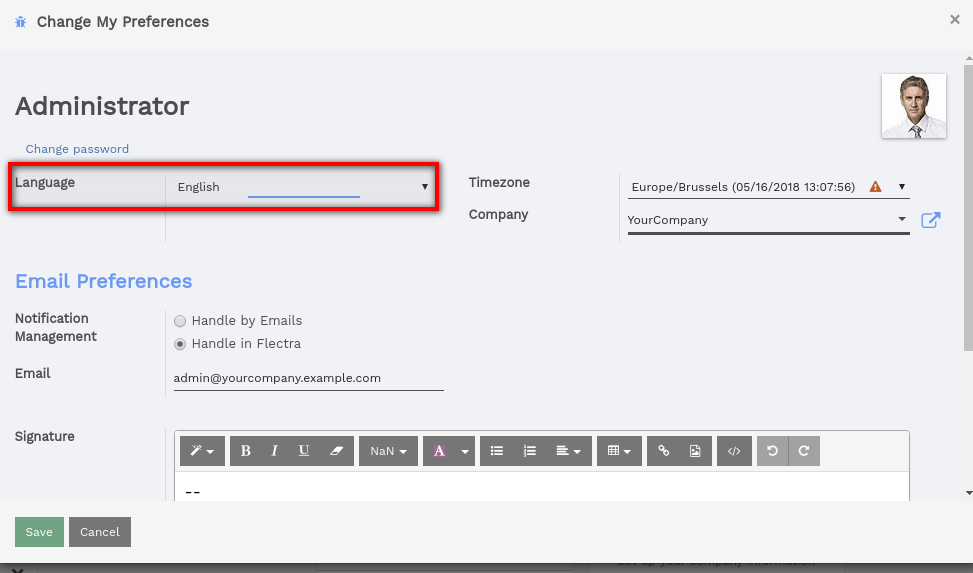 Change My Preferences
Administrator
Change password
Language
English
Timezone
Europe/Brussels (05/16/2018 13:07:56)
Company
YourCompany
Email Preferences
Notification
Management
Handle by Emails
Handle in Flectra
Email
admin@yourcompany.example.com
Signature
B I U NaN A </>
--
Save Cancel